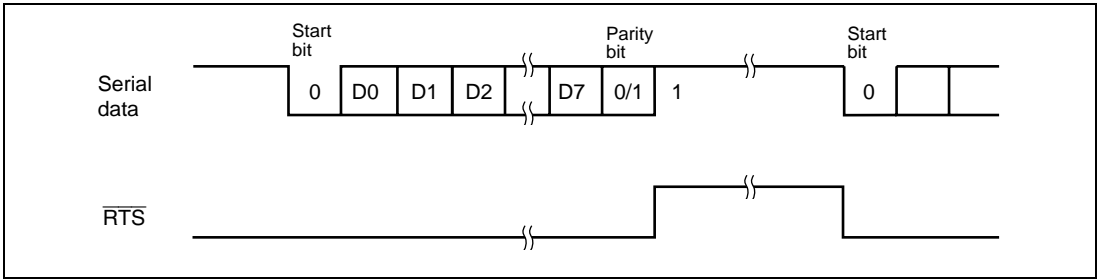 Start bit
Parity bit
Start bit
Serial data
0 D0 D1 D2 D7 0/1 1 0
RTS